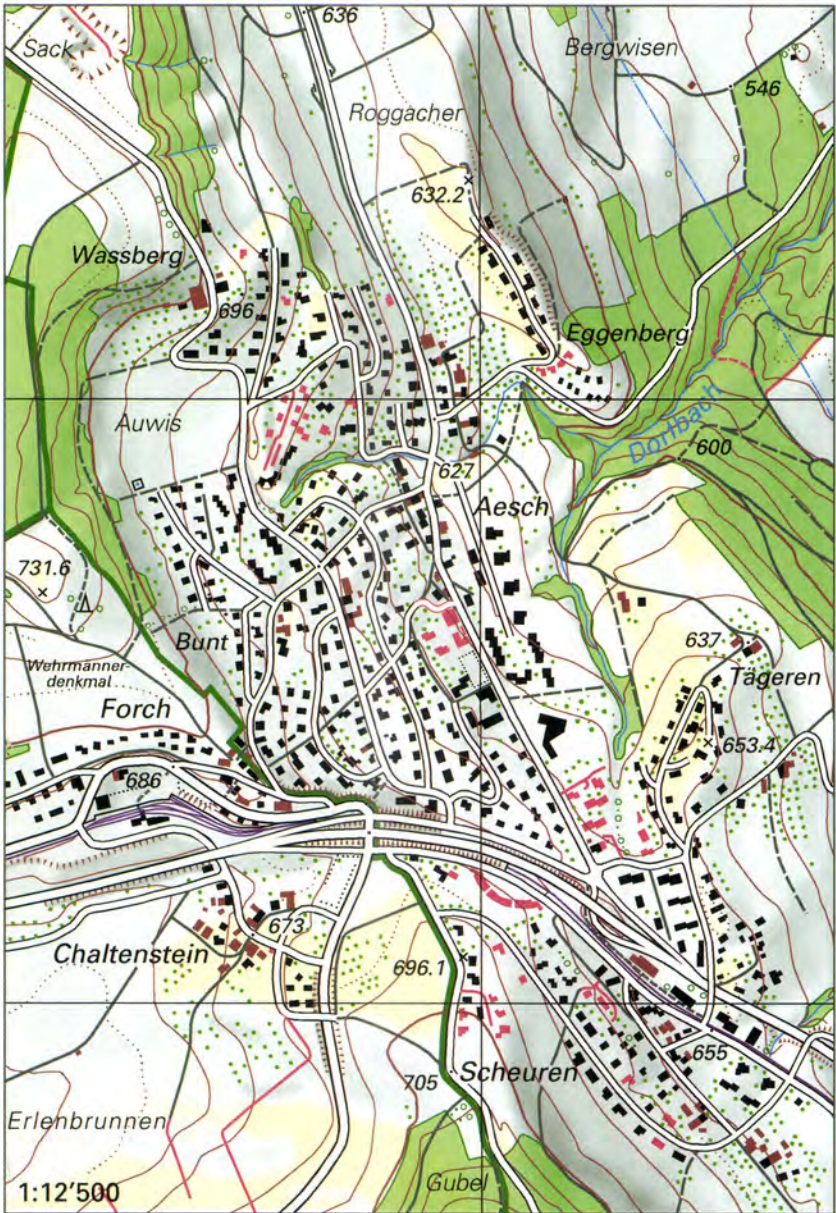 636
Sack
Bergwisen
546
Roggacher
632.2
Wassberg
696
Eggenberg
Auwis
Dorfbach
600
627
Aesch
731.6
Bunt
637
Wehrmänner-
denkmal
Tägeren
Forch
653.4
686
673
Chaltenstein
696.1
655
705
Scheuren
Erlenbrunnen
Gubel
1:12'500